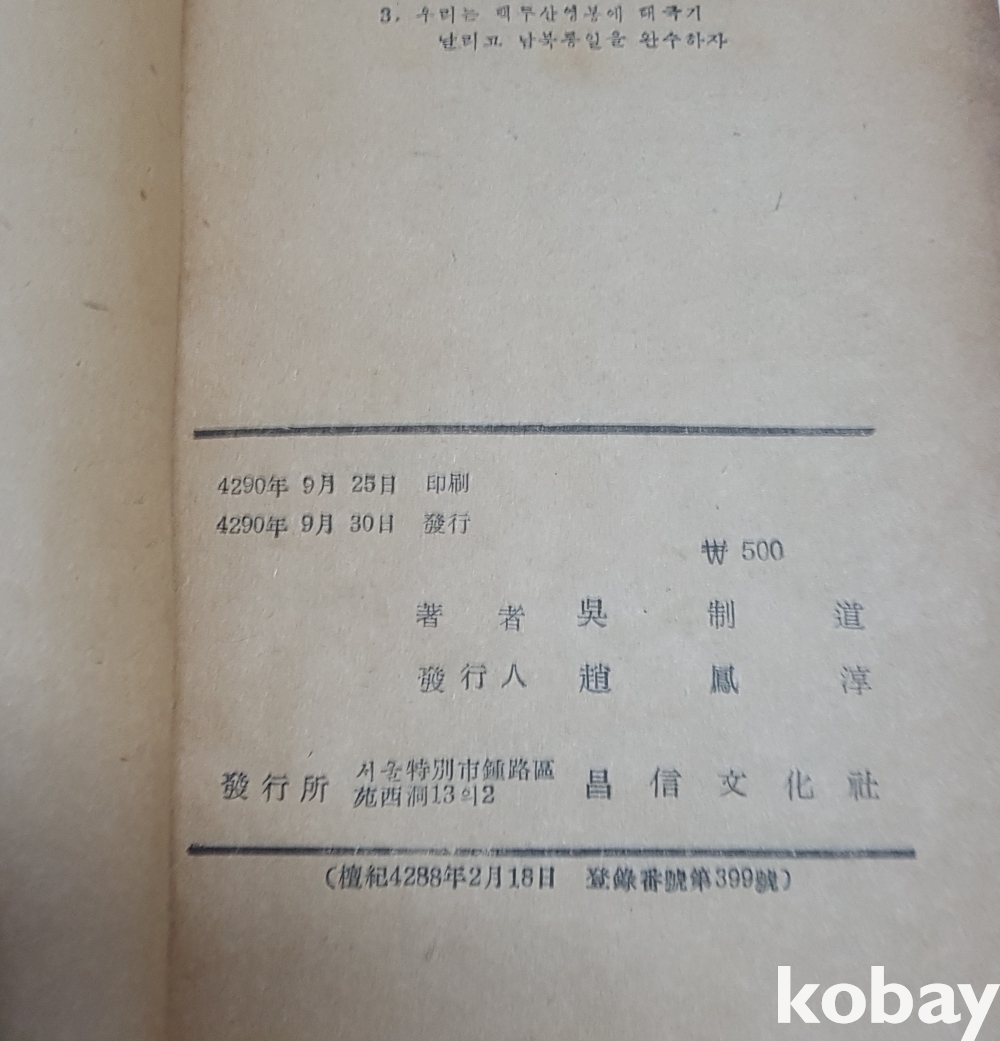 3. 우리는 백두산영봉에 태극기
날리고 남북통일을 완수하자
4290年 9月 25日 印刷
4290年 9月 30日 發行
₩ 500
著 者 吳 制 道
發行人 趙 鳳 淳
發行所 서울特別市鍾路區
苑西洞13의2 昌信文化社
(檀紀4288年2月18日 登錄番號第399號)
kobay